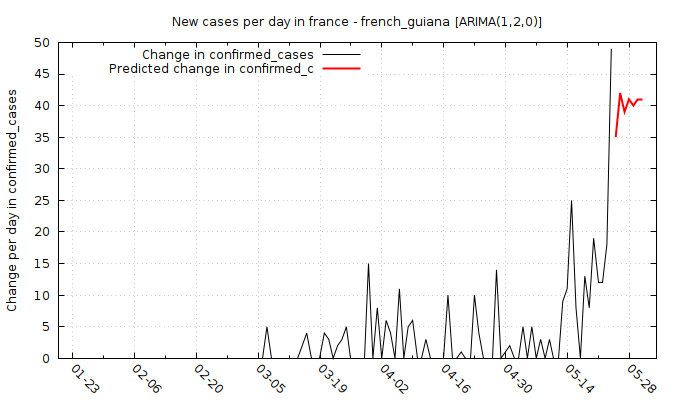 New cases per day in france - french_guiana [ARIMA(1,2,0)]
Change in confirmed_cases
Predicted change in confirmed_c
Change per day in confirmed_cases
50
45
40
35
30
25
20
15
10
5
0
01-23 02-06 02-20 03-05 03-19 04-02 04-16 04-30 05-14 05-28